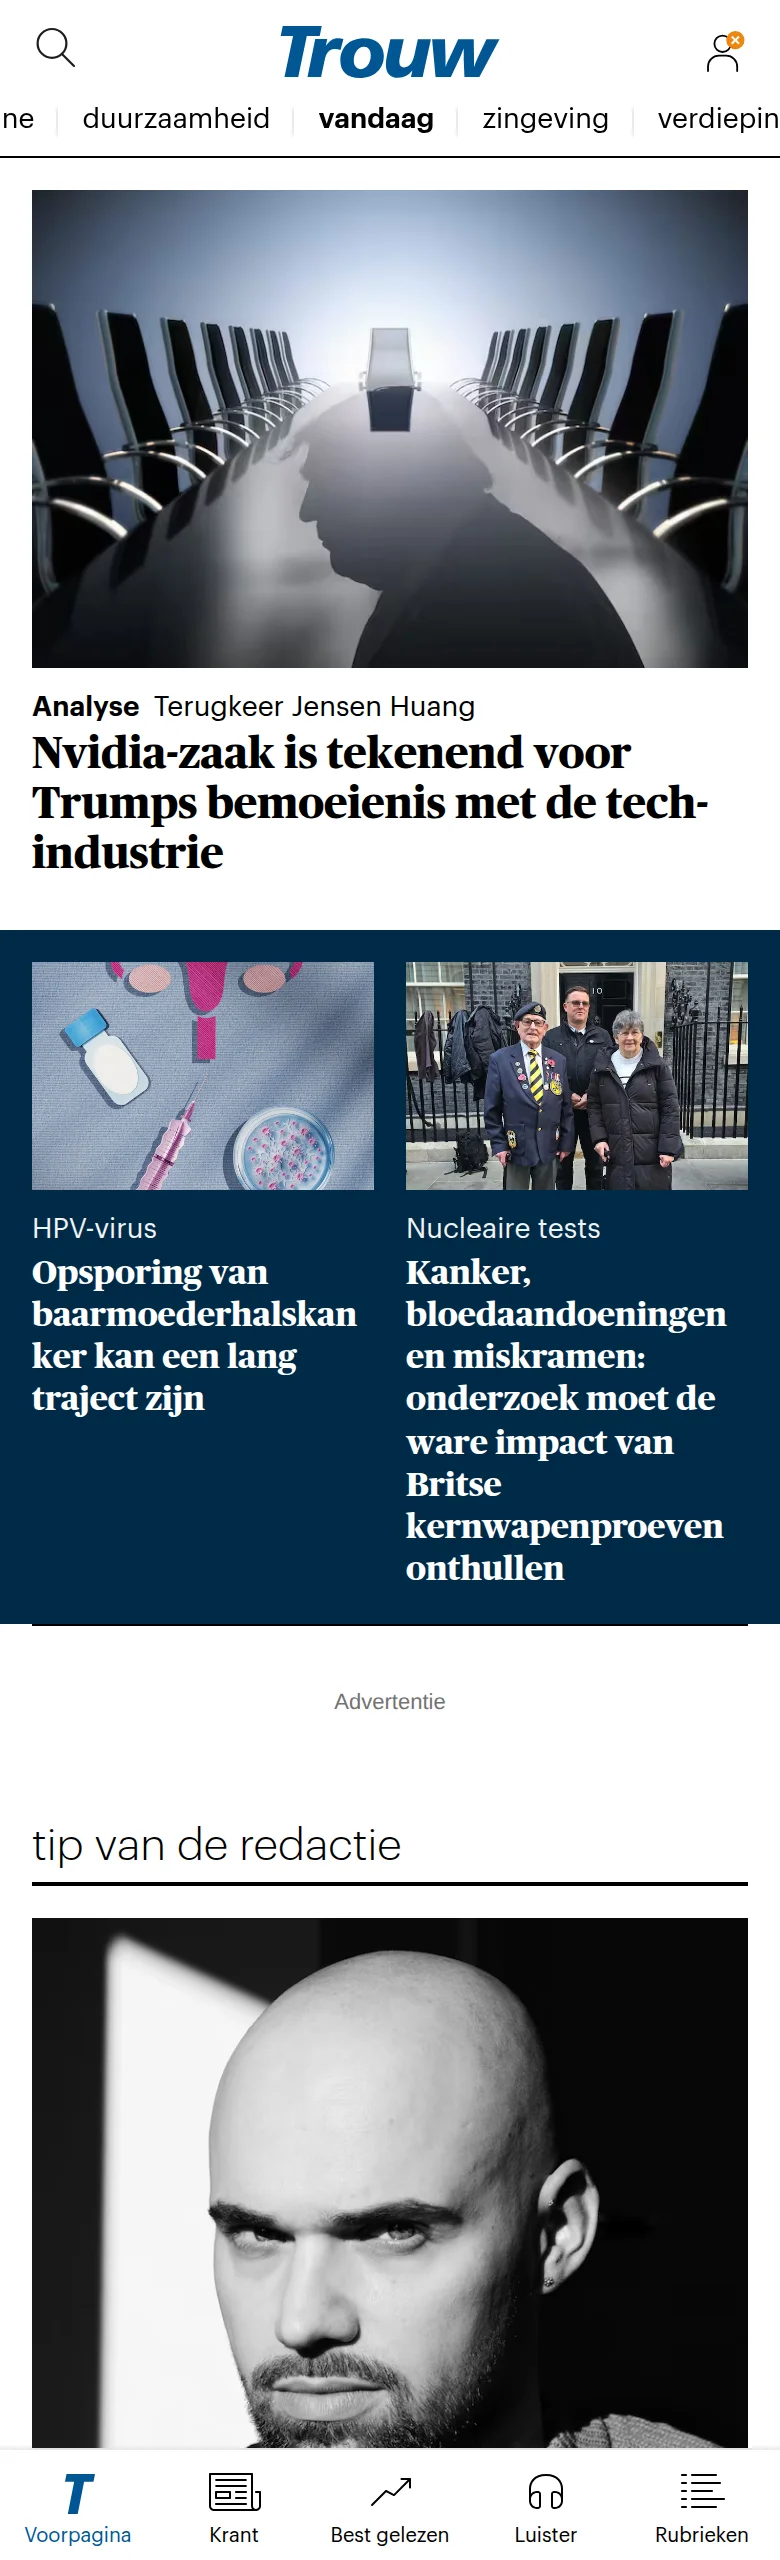 Trouw
ne
duurzaamheid
vandaag
zingeving
verdiepin
Analyse Terugkeer Jensen Huang
Nvidia-zaak is tekenend voor
Trumps bemoeienis met de tech-
industrie
10
HPV-virus
Opsporing van
baarmoederhalskan
ker kan een lang
traject zijn
Nucleaire tests
Kanker,
bloedaandoeningen
en miskramen:
onderzoek moet de
ware impact van
Britse
kernwapenproeven
onthullen
Advertentie
tip van de redactie
T
Voorpagina
Krant
Best gelezen
Luister
Rubrieken